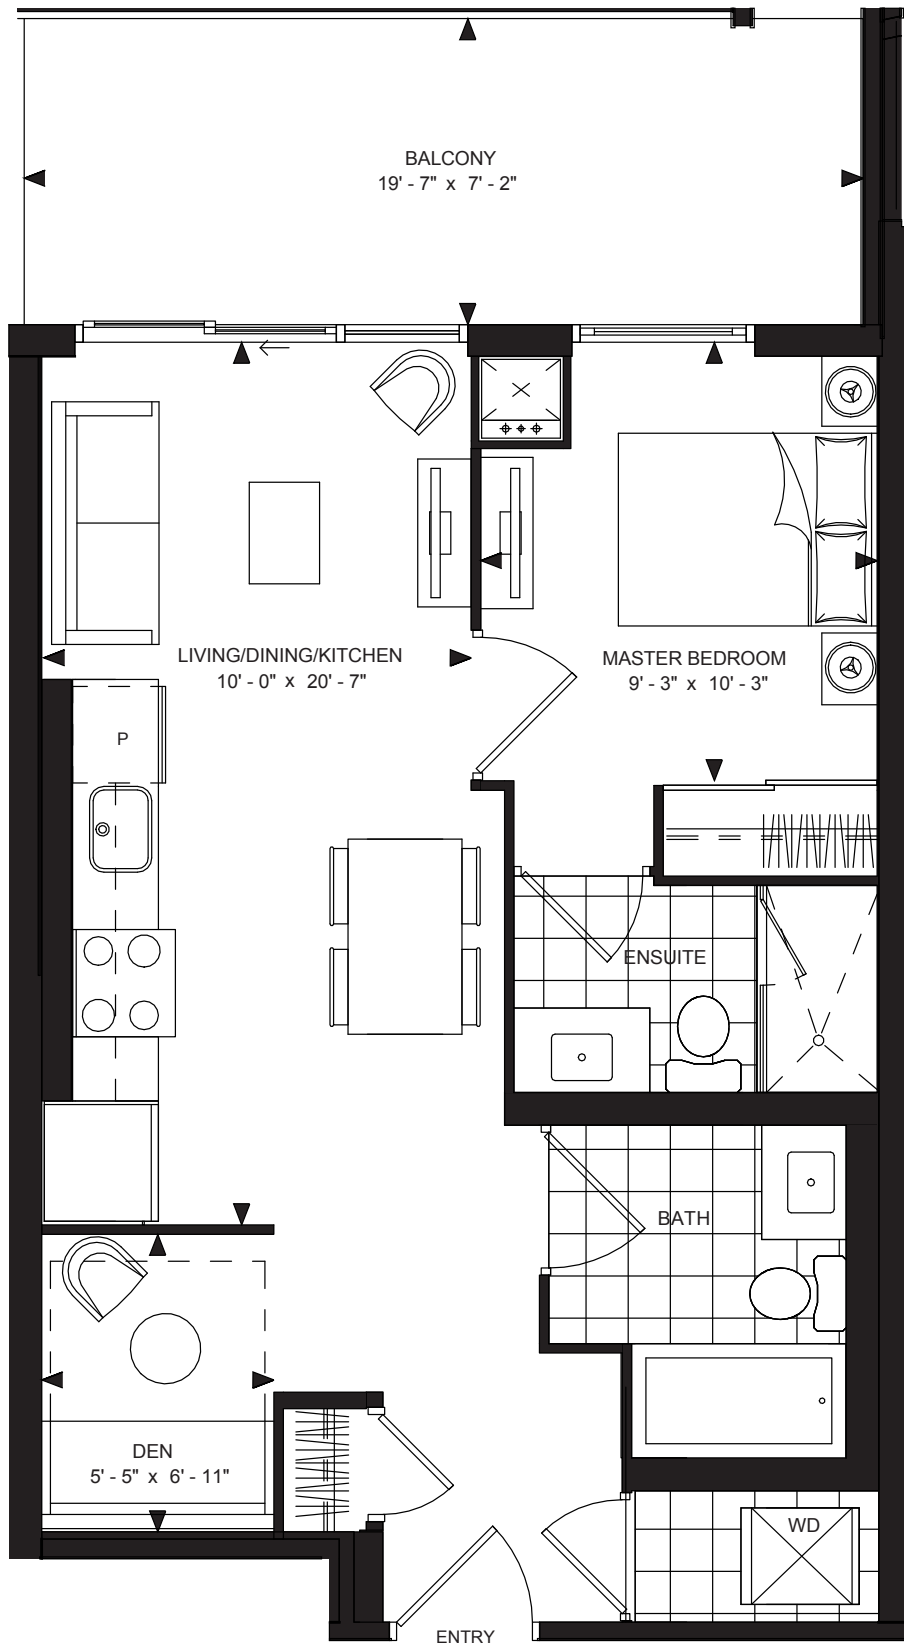 BALCONY
19' - 7" x 7' - 2"
LIVING/DINING/KITCHEN
10' - 0" x 20' - 7"
MASTER BEDROOM
9' - 3" x 10' - 3"
P
ENSUITE
BATH
DEN
5' - 5" x 6' - 11"
WD
ENTRY